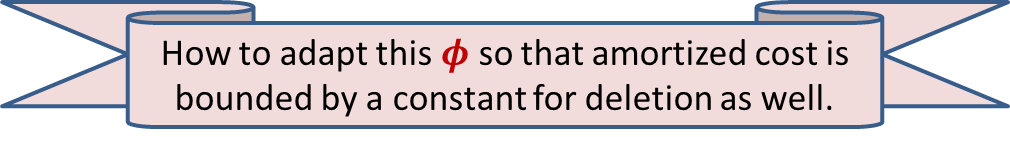 How to adapt this 𝝓 so that amortized cost is
bounded by a constant for deletion as well.